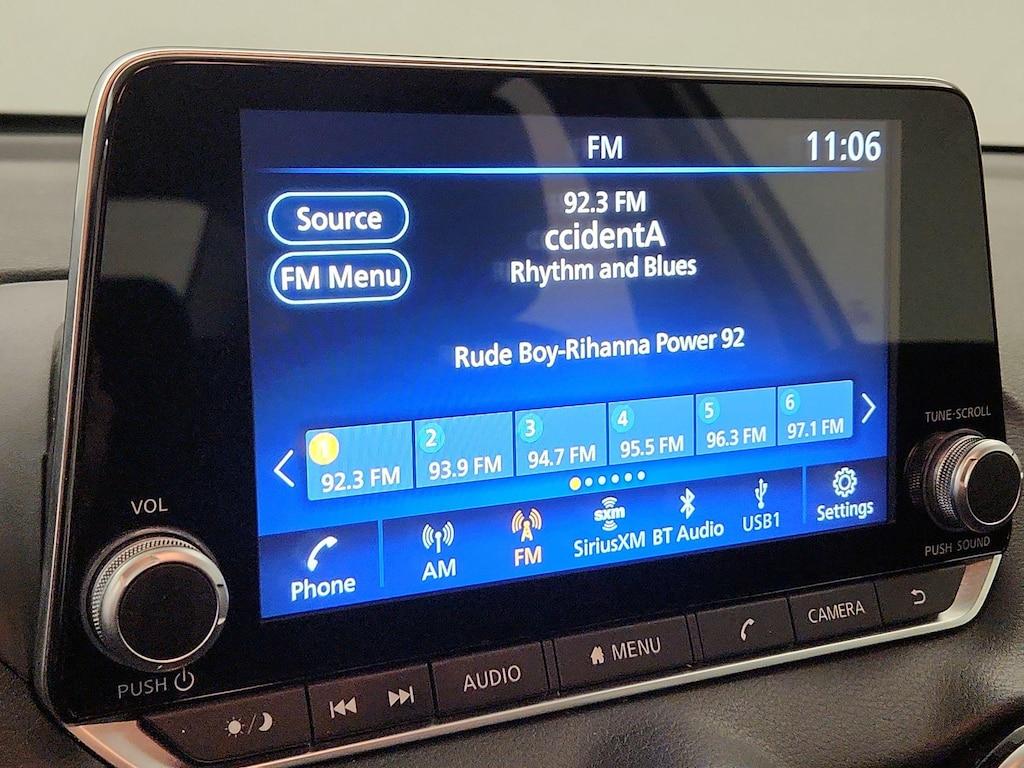 FM
11:06
Source
FM Menu
92.3 FM
ccidentA
Rhythm and Blues
Rude Boy-Rihanna Power 92
1
92.3 FM
2
93.9 FM
3
94.7 FM
4
95.5 FM
5
96.3 FM
6
97.1 FM
Phone
AM
FM
sxm
SiriusXM
BT Audio
USB1
Settings
VOL
PUSH
TUNE·SCROLL
PUSH SOUND
AUDIO
MENU
CAMERA